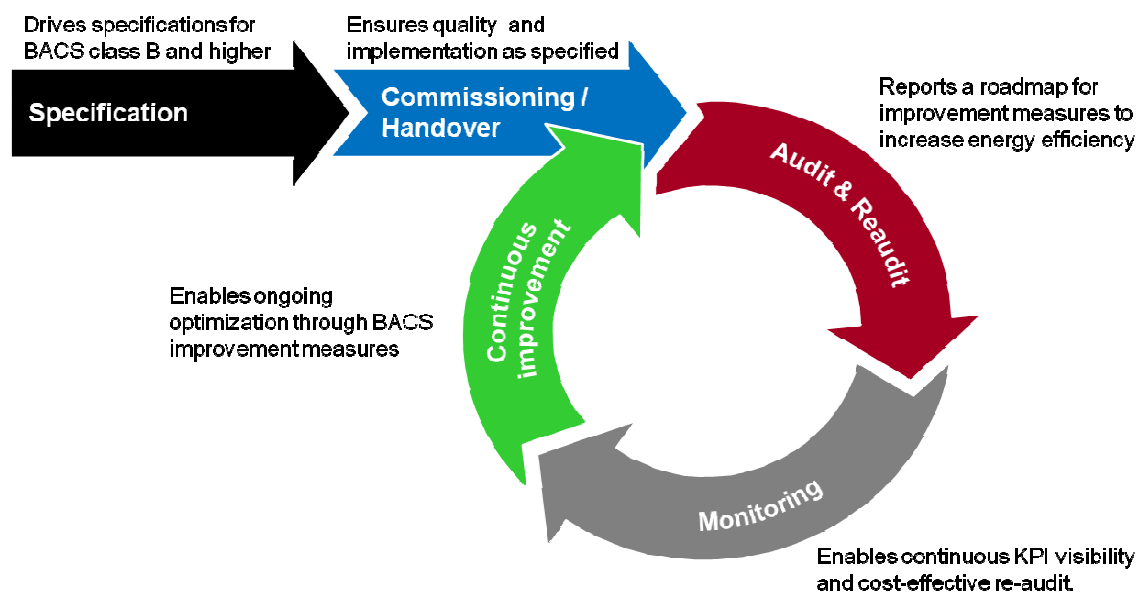 Drives specifications for
BACS class B and higher
Specification
Ensures quality and
implementation as specified
Commissioning /
Handover
Reports a roadmap for
improvement measures to
increase energy efficiency
Audit & Reaudit
Continuous
improvement
Enables ongoing
optimization through BACS
improvement measures
Monitoring
Enables continuous KPI visibility
and cost-effective re-audit.